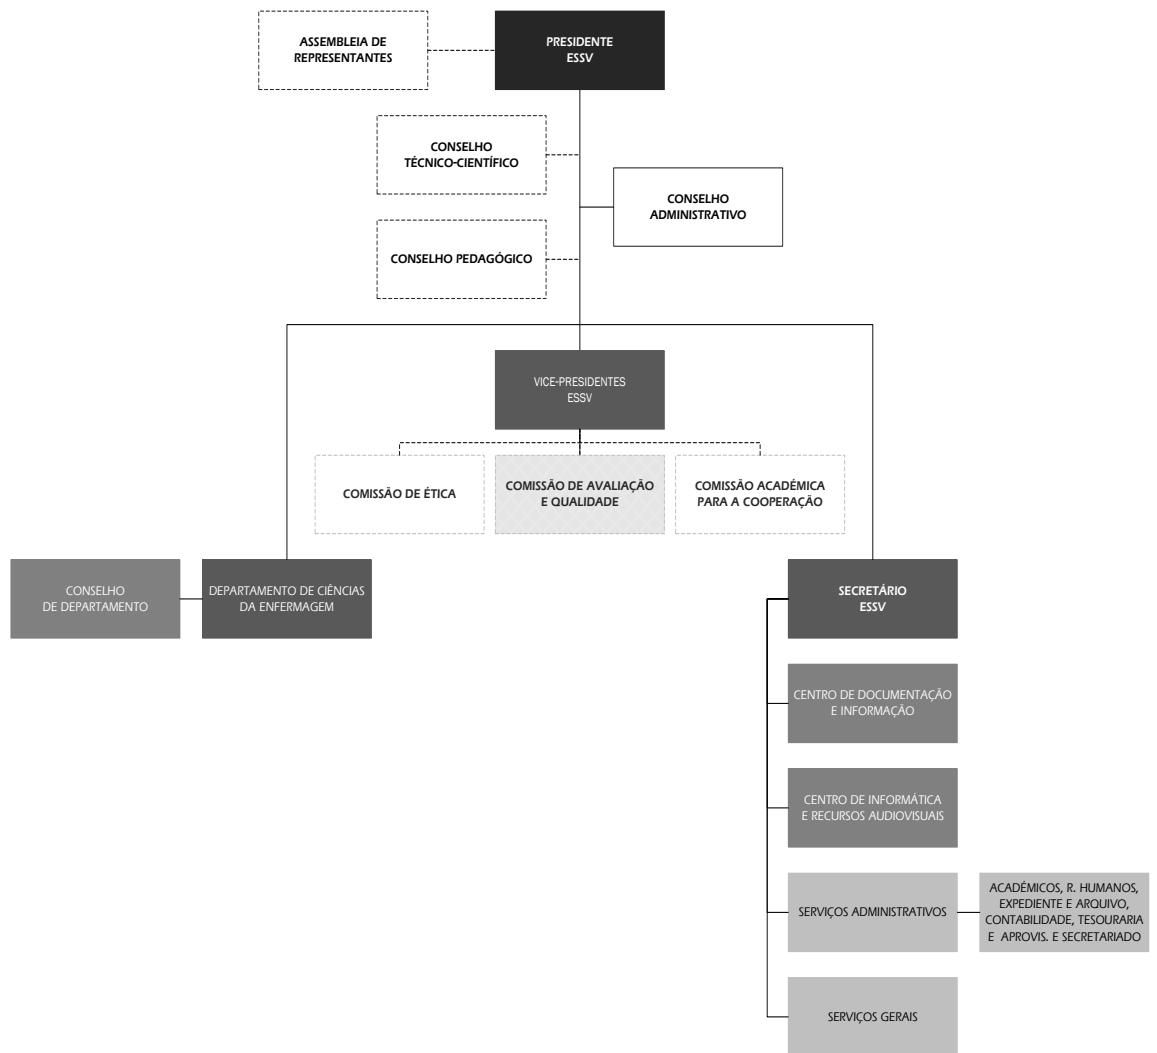 ASSEMBLEIA DE
REPRESENTANTES
PRESIDENTE
ESSV
CONSELHO
TÉCNICO-CIENTÍFICO
CONSELHO
ADMINISTRATIVO
CONSELHO PEDAGÓGICO
VICE-PRESIDENTES
ESSV
COMISSÃO DE ÉTICA
COMISSÃO DE AVALIAÇÃO
E QUALIDADE
COMISSÃO ACADÉMICA
PARA A COOPERAÇÃO
CONSELHO
DE DEPARTAMENTO
DEPARTAMENTO DE CIÊNCIAS
DA ENFERMAGEM
SECRETÁRIO
ESSV
CENTRO DE DOCUMENTAÇÃO
E INFORMAÇÃO
CENTRO DE INFORMÁTICA
E RECURSOS AUDIOVISUAIS
SERVIÇOS ADMINISTRATIVOS
ACADÉMICOS, R. HUMANOS,
EXPEDIENTE E ARQUIVO,
CONTABILIDADE, TESOURARIA
E APROVIS. E SECRETARIADO
SERVIÇOS GERAIS